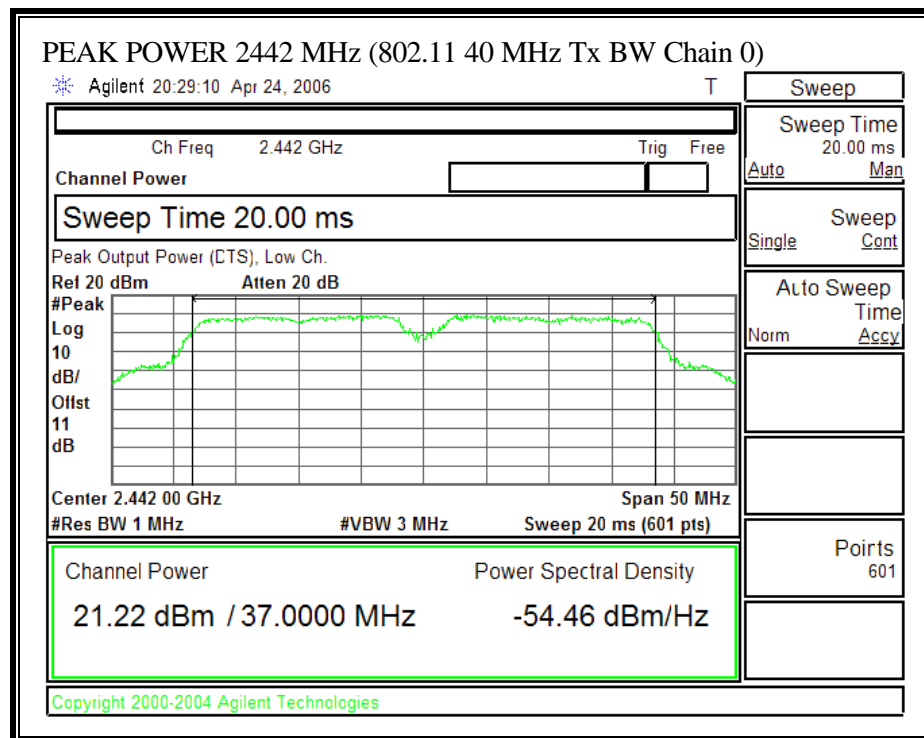 PEAK POWER 2442 MHz (802.11 40 MHz Tx BW Chain 0)
Agilent 20:29:10 Apr 24, 2006 T
Sweep
Ch Freq 2.442 GHz Trig Free
Channel Power
Sweep Time 20.00 ms
Peak Output Power (DTS), Low Ch.
Ref 20 dBm Atten 20 dB
#Peak
Log
10
dB/
Offst
11
dB
Center 2.442 00 GHz Span 50 MHz
#Res BW 1 MHz #VBW 3 MHz Sweep 20 ms (601 pts)
Channel Power Power Spectral Density
21.22 dBm / 37.0000 MHz -54.46 dBm/Hz
Copyright 2000-2004 Agilent Technologies
Sweep Time
20.00 ms
Auto Man
Sweep
Single Cont
Auto Sweep
Time
Norm Accy
Points
601